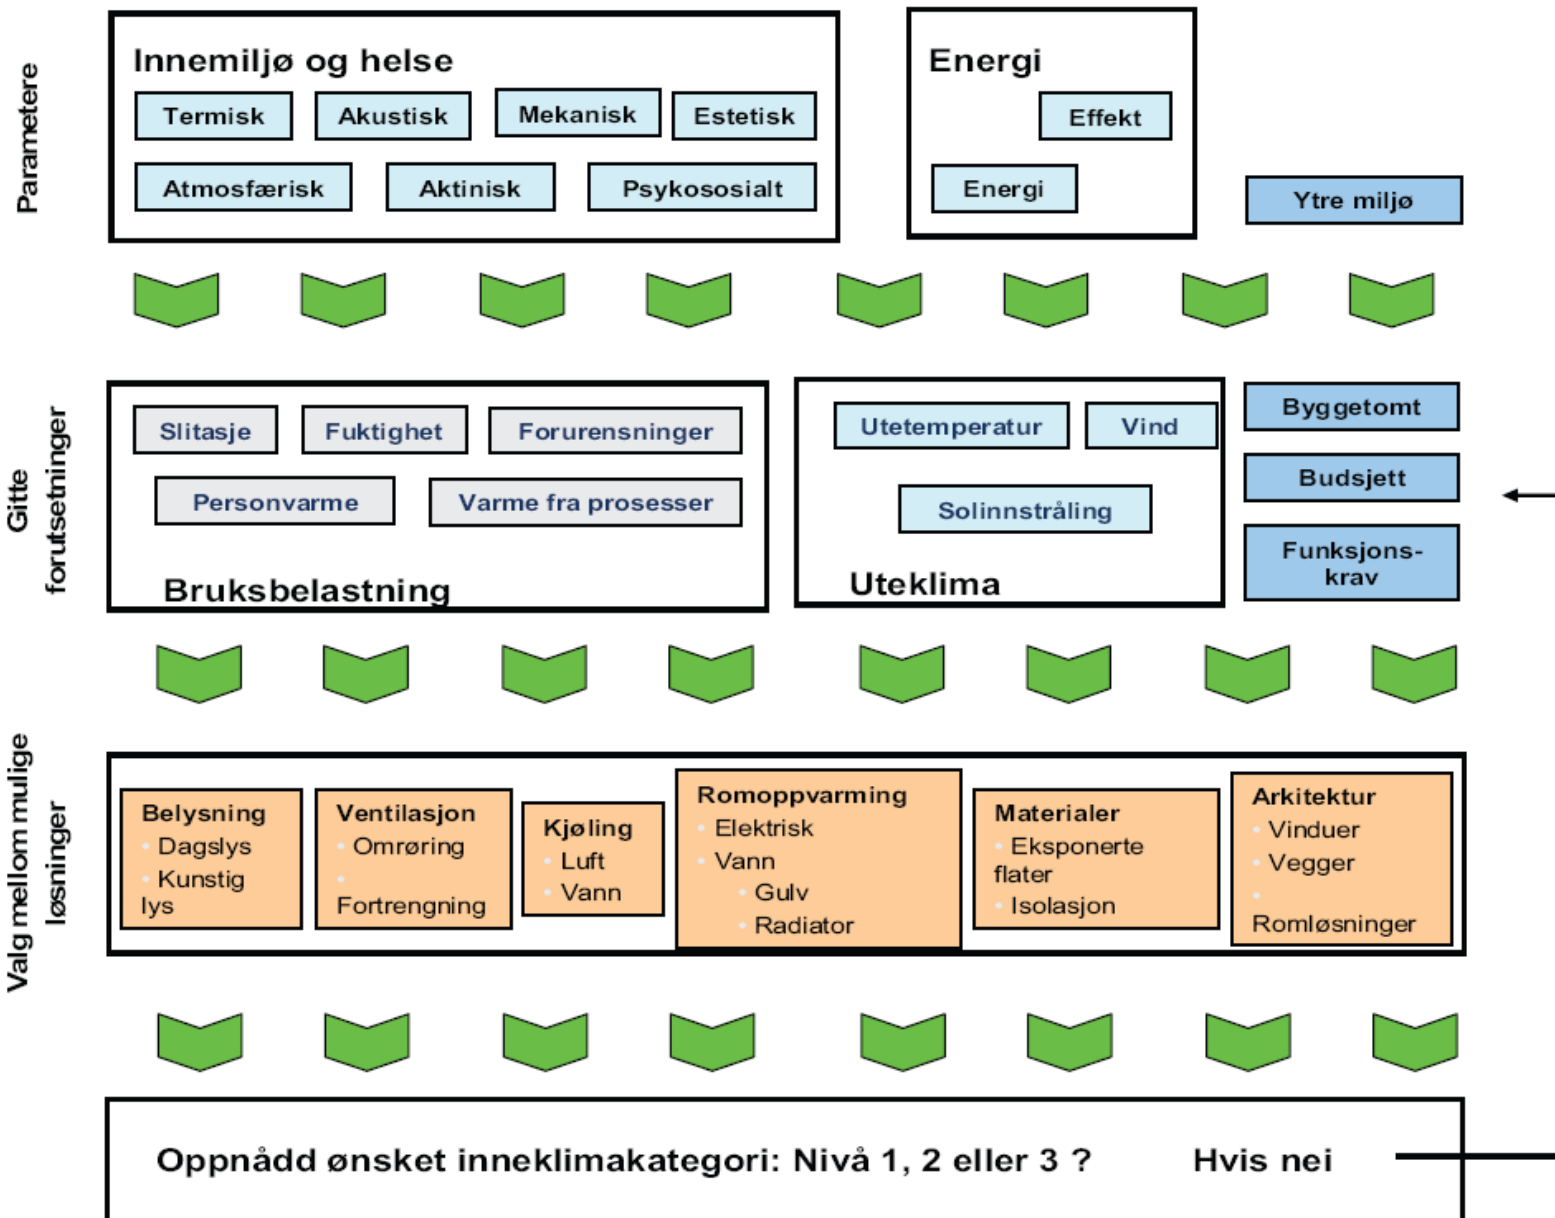 Parametere
Innemiljø og helse
Termisk
Akustisk
Mekanisk
Estetisk
Atmosfærisk
Aktinisk
Psykososialt
Energi
Effekt
Energi
Ytre miljø
Gitte
forutsetninger
Slitasje
Fuktighet
Forurensninger
Personvarme
Varme fra prosesser
Bruksbelastning
Utetemperatur
Vind
Solinnstråling
Uteklima
Byggetomt
Budsjett
Funksjons-
krav
Valg mellom mulige
løsninger
Belysning
• Dagslys
• Kunstig
lys
Ventilasjon
• Omrøring
•
Fortrengning
Kjøling
• Luft
• Vann
Romoppvarming
• Elektrisk
• Vann
• Gulv
• Radiator
Materialer
• Eksponerte
flater
• Isolasjon
Arkitektur
• Vinduer
• Vegger
•
Romløsninger
Oppnådd ønsket inneklimakategori: Nivå 1, 2 eller 3 ?
Hvis nei